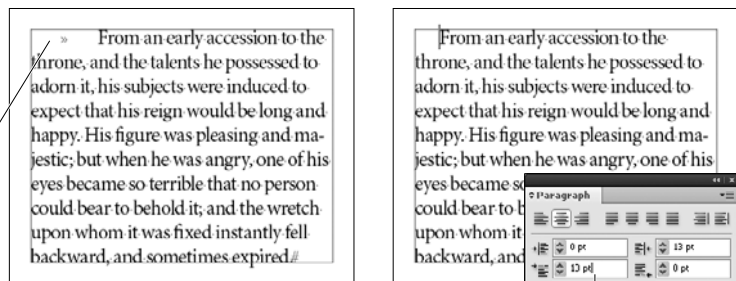 » From an early accession to the
throne, and the talents he possessed to
adorn it, his subjects were induced to
expect that his reign would be long and
happy. His figure was pleasing and ma-
jestic; but when he was angry, one of his
eyes became so terrible that no person
could bear to behold it; and the wretch
upon whom it was fixed instantly fell
backward, and sometimes expired.#
From an early accession to the
throne, and the talents he possessed to
adorn it, his subjects were induced to
expect that his reign would be long and
happy. His figure was pleasing and ma-
jestic; but when he was angry, one of his
eyes became so
could bear to b
upon whom it
backward, and
Paragraph
0 pt
13 pt
13 pt
0 pt